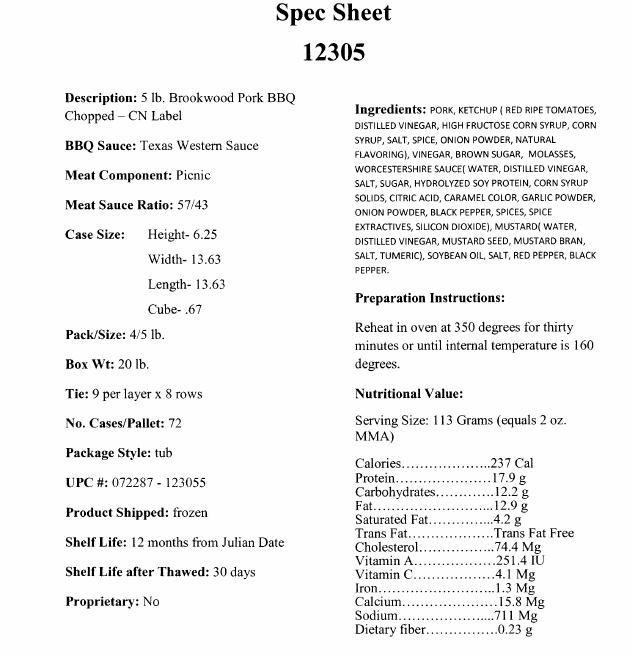 Spec Sheet
12305
Description: 5 lb. Brookwood Pork BBQ
Chopped – CN Label
BBQ Sauce: Texas Western Sauce
Meat Component: Picnic
Meat Sauce Ratio: 57/43
Case Size: Height- 6.25
Width- 13.63
Length- 13.63
Cube- .67
Pack/Size: 4/5 lb.
Box Wt: 20 lb.
Tie: 9 per layer x 8 rows
No. Cases/Pallet: 72
Package Style: tub
UPC #: 072287 - 123055
Product Shipped: frozen
Shelf Life: 12 months from Julian Date
Shelf Life after Thawed: 30 days
Proprietary: No
Ingredients: PORK, KETCHUP ( RED RIPE TOMATOES,
DISTILLED VINEGAR, HIGH FRUCTOSE CORN SYRUP, CORN
SYRUP, SALT, SPICE, ONION POWDER, NATURAL
FLAVORING), VINEGAR, BROWN SUGAR, MOLASSES,
WORCESTERSHIRE SAUCE( WATER, DISTILLED VINEGAR,
SALT, SUGAR, HYDROLYZED SOY PROTEIN, CORN SYRUP
SOLIDS, CITRIC ACID, CARAMEL COLOR, GARLIC POWDER,
ONION POWDER, BLACK PEPPER, SPICES, SPICE
EXTRACTIVES, SILICON DIOXIDE), MUSTARD( WATER,
DISTILLED VINEGAR, MUSTARD SEED, MUSTARD BRAN,
SALT, TUMERIC), SOYBEAN OIL, SALT, RED PEPPER, BLACK
PEPPER.
Preparation Instructions:
Reheat in oven at 350 degrees for thirty
minutes or until internal temperature is 160
degrees.
Nutritional Value:
Serving Size: 113 Grams (equals 2 oz.
MMA)
Calories………………..237 Cal
Protein…………………17.9 g
Carbohydrates…………12.2 g
Fat……………………...12.9 g
Saturated Fat…………..4.2 g
Trans Fat……………….Trans Fat Free
Cholesterol……………..74.4 Mg
Vitamin A………………251.4 IU
Vitamin C………………4.1 Mg
Iron……………………..1.3 Mg
Calcium…………………15.8 Mg
Sodium………………....711 Mg
Dietary fiber…………….0.23 g